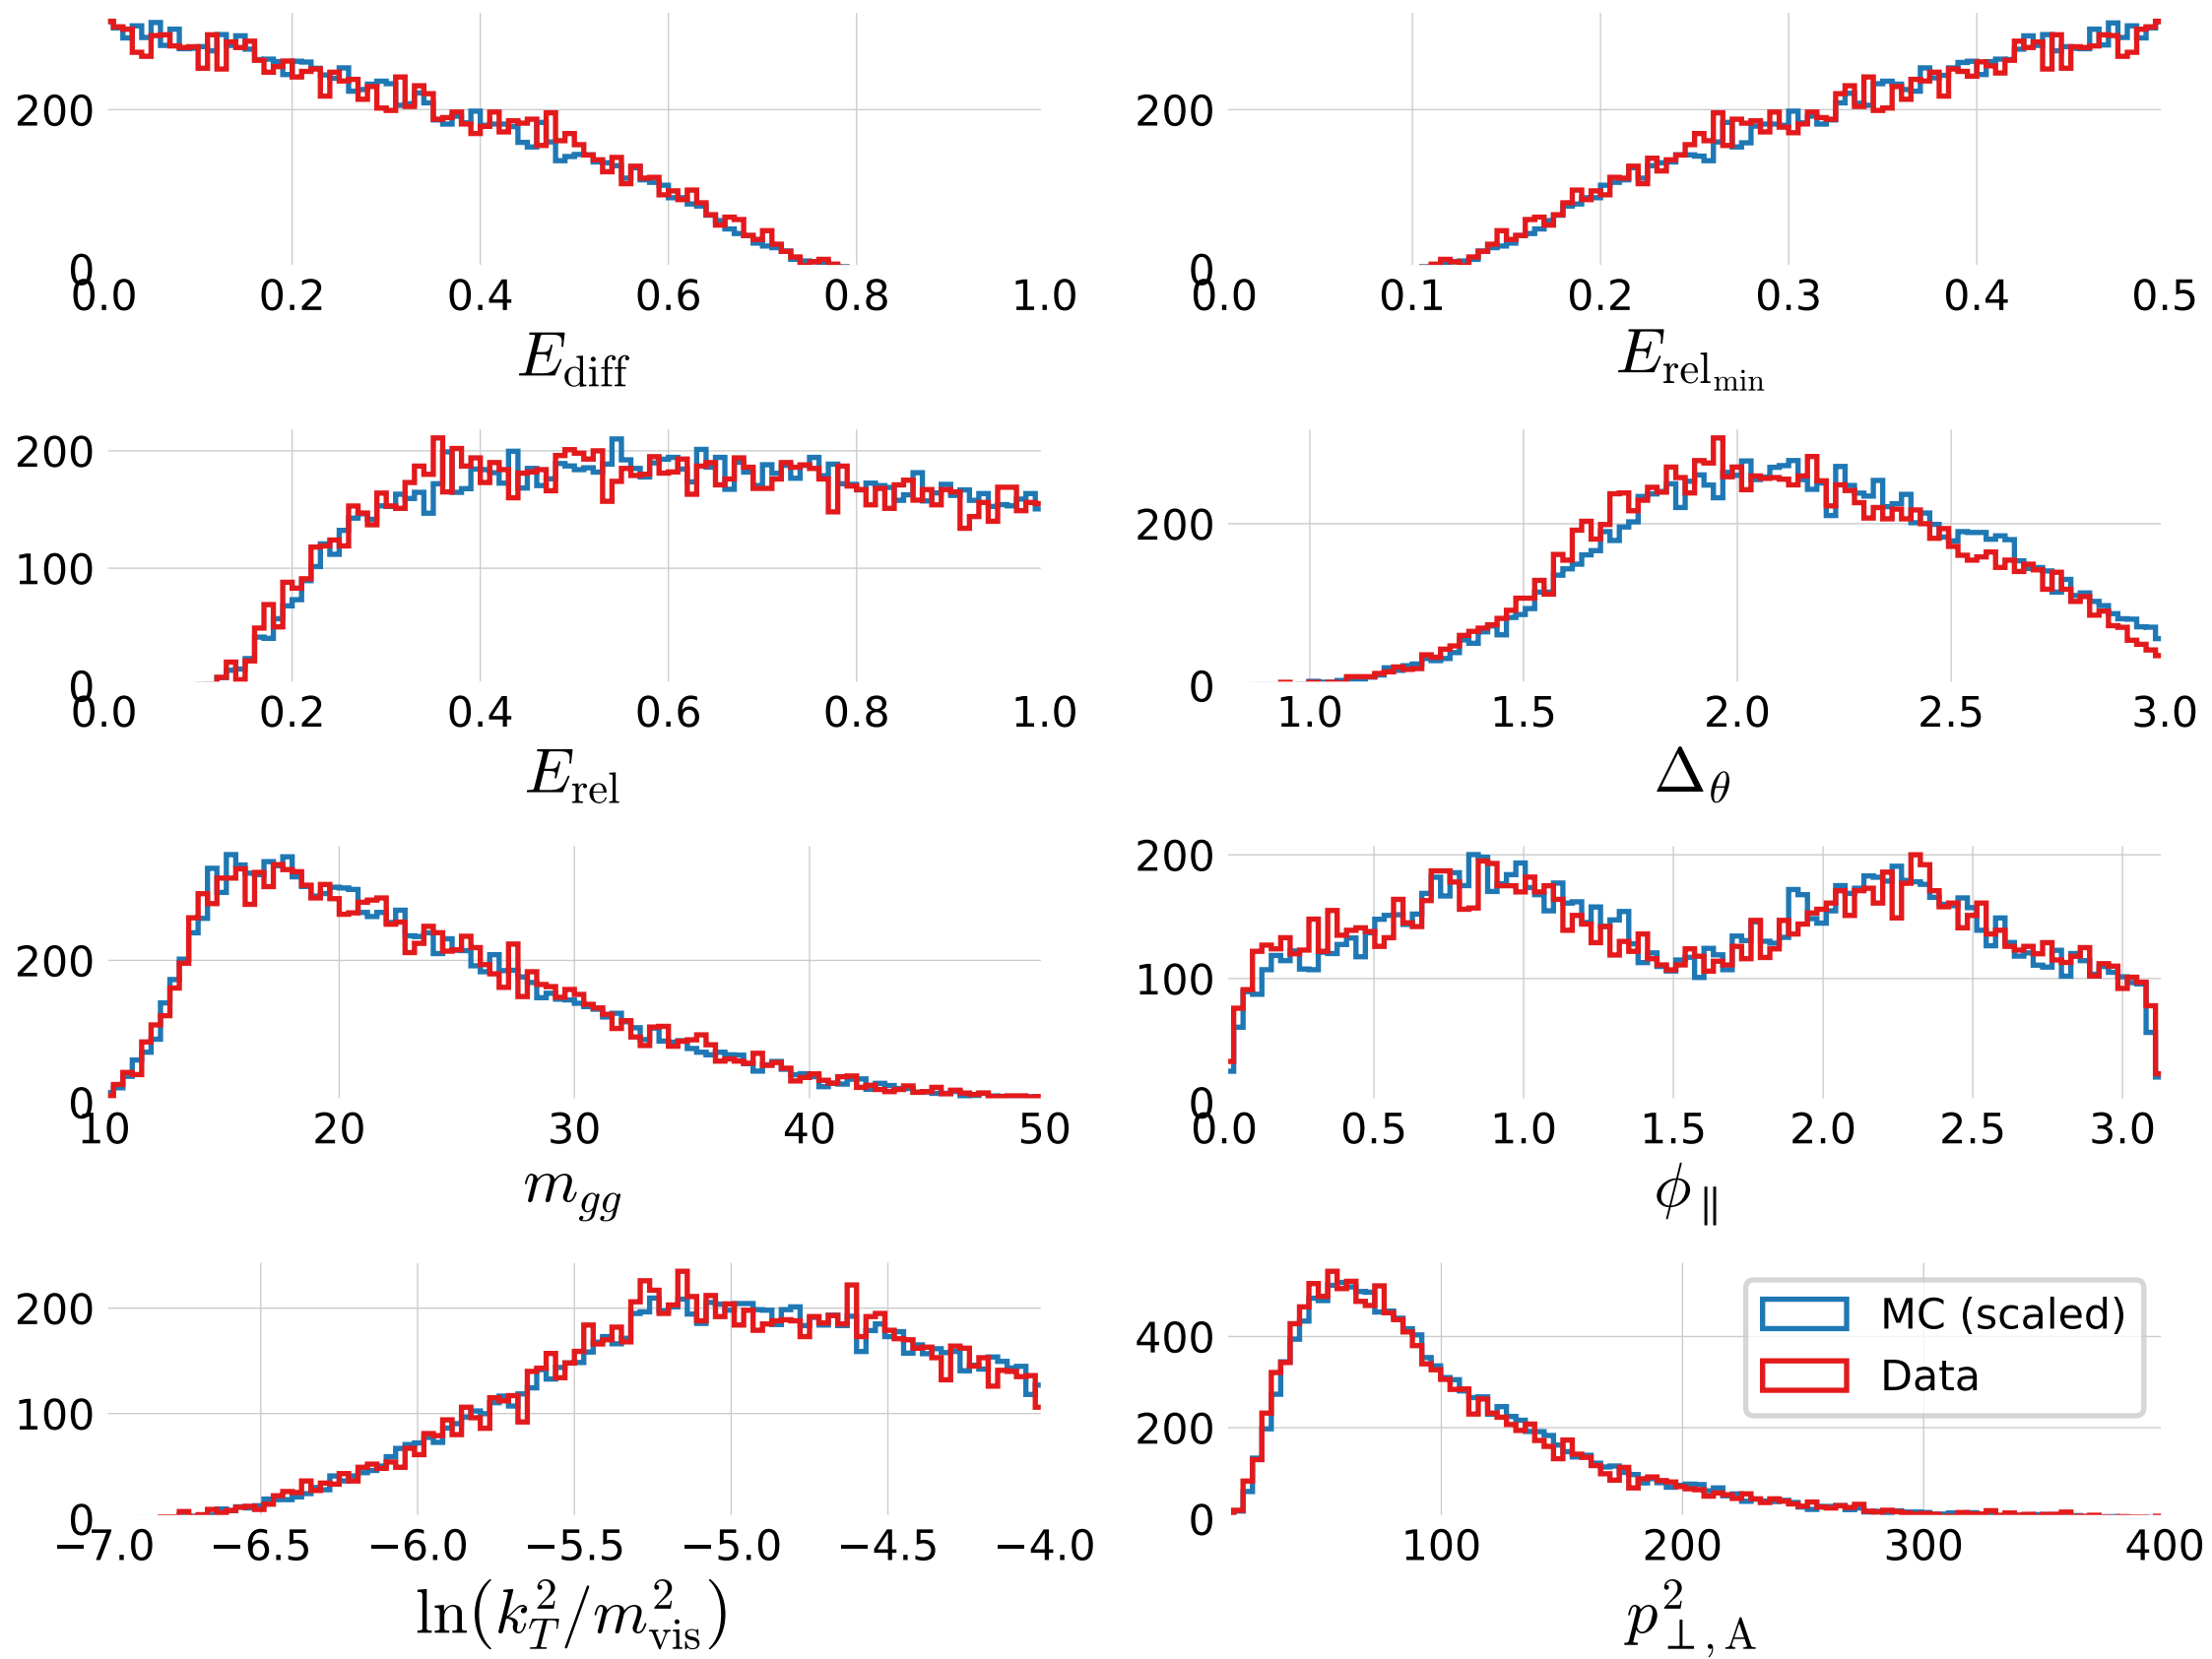 200
0
0.0 0.2 0.4 0.6 0.8 1.0
E_diff
200
0
0.0 0.1 0.2 0.3 0.4 0.5
E_rel_min
200
100
0
0.0 0.2 0.4 0.6 0.8 1.0
E_rel
200
0
1.0 1.5 2.0 2.5 3.0
Δ_θ
200
0
10 20 30 40 50
m_gg
200
100
0
0.0 0.5 1.0 1.5 2.0 2.5 3.0
ϕ_∥
200
100
0
−7.0 −6.5 −6.0 −5.5 −5.0 −4.5 −4.0
ln(k_T^2/m_vis^2)
400
200
0
100 200 300 400
p_⊥,A^2
MC (scaled)
Data